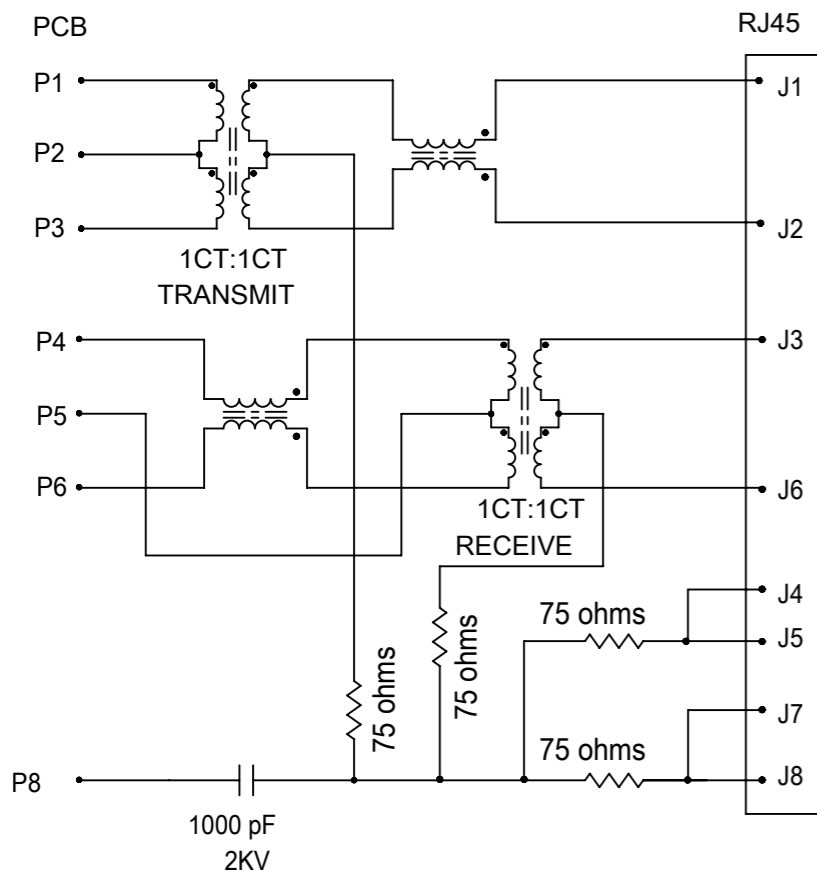 PCB
RJ45
P1
J1
P2
P3
J2
1CT:1CT
TRANSMIT
P4
J3
P5
P6
J6
1CT:1CT
RECEIVE
J4
75 ohms
J5
75 ohms
75 ohms
J7
75 ohms
P8
J8
1000 pF
2KV